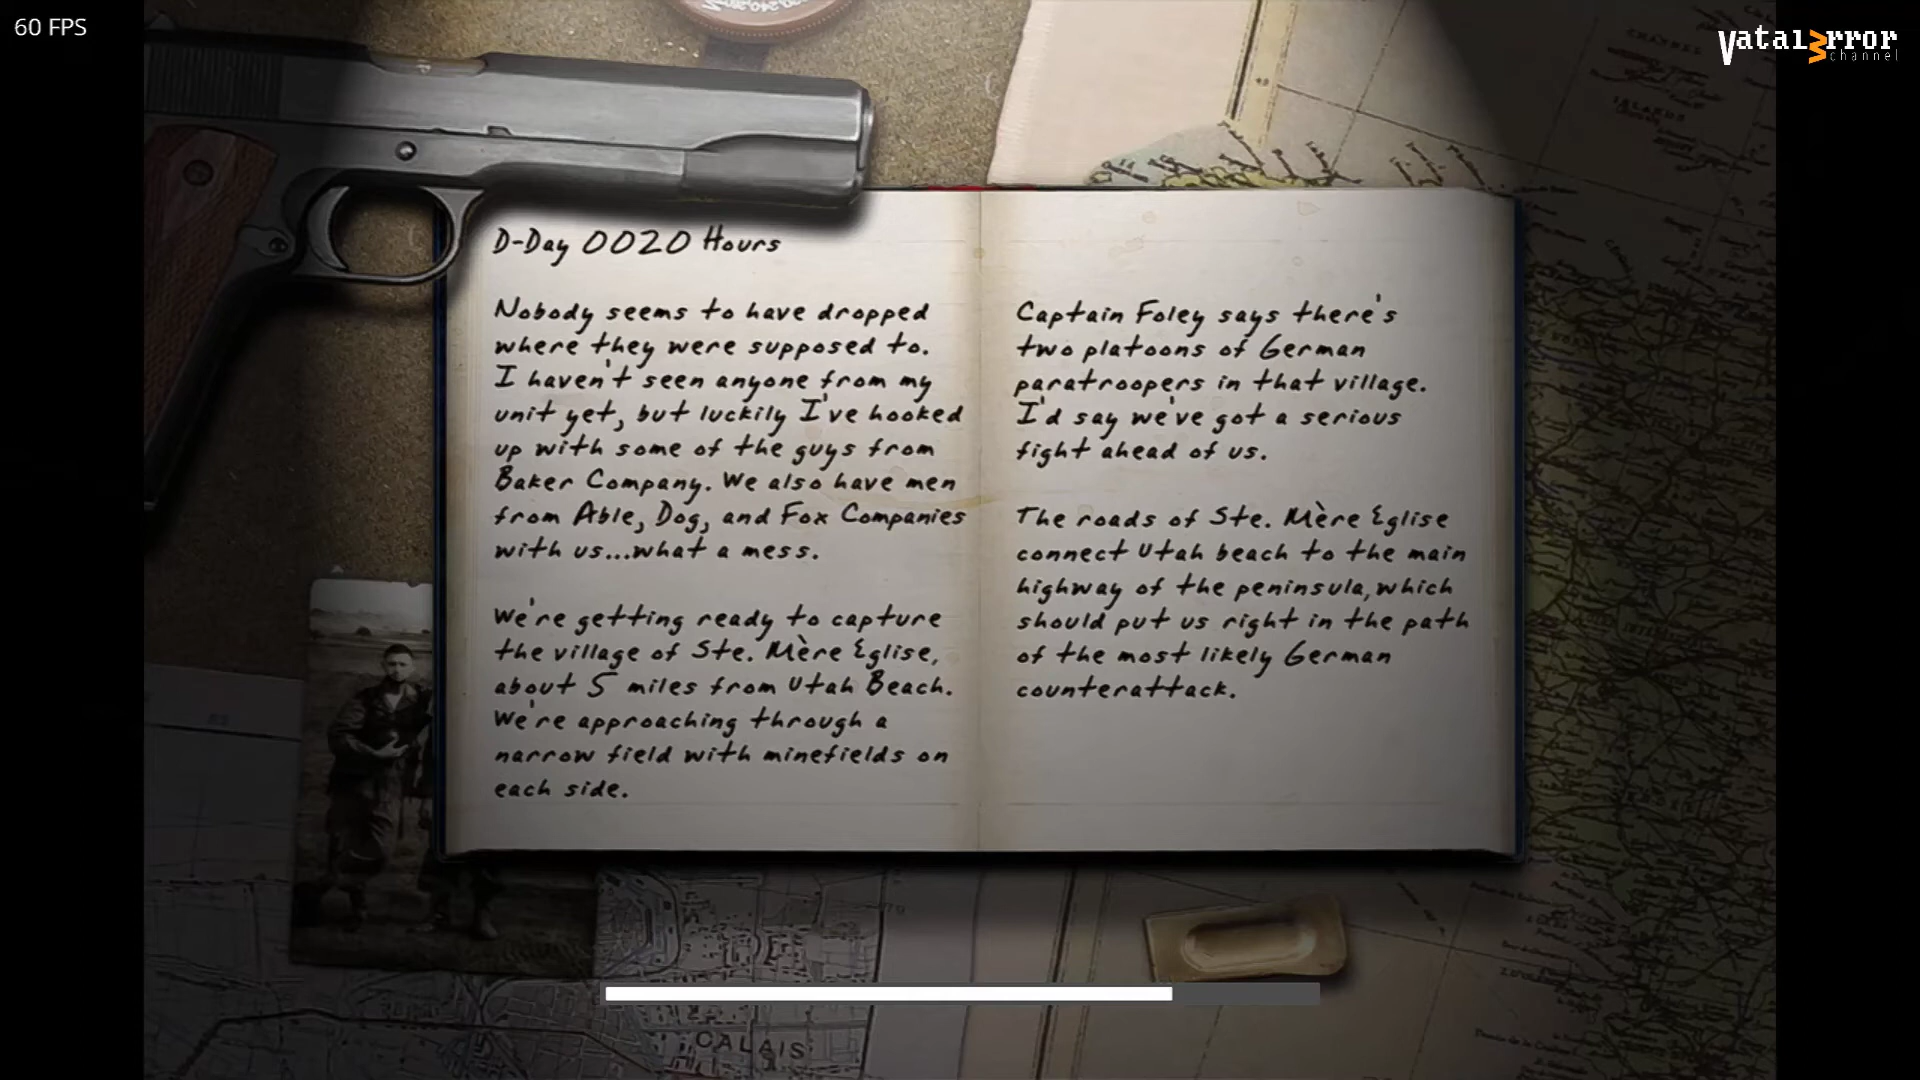 60 FPS
Vatal3rror
channel
D-Day 0020 Hours
Nobody seems to have dropped
where they were supposed to.
I haven't seen anyone from my
unit yet, but luckily I've hooked
up with some of the guys from
Baker Company. We also have men
from Able, Dog, and Fox Companies
with us...what a mess.
We're getting ready to capture
the village of Ste. Mère Eglise,
about 5 miles from Utah Beach.
We're approaching through a
narrow field with minefields on
each side.
Captain Foley says there's
two platoons of German
paratroopers in that village.
I'd say we've got a serious
fight ahead of us.
The roads of Ste. Mère Eglise
connect Utah beach to the main
highway of the peninsula, which
should put us right in the path
of the most likely German
counterattack.
CALAIS